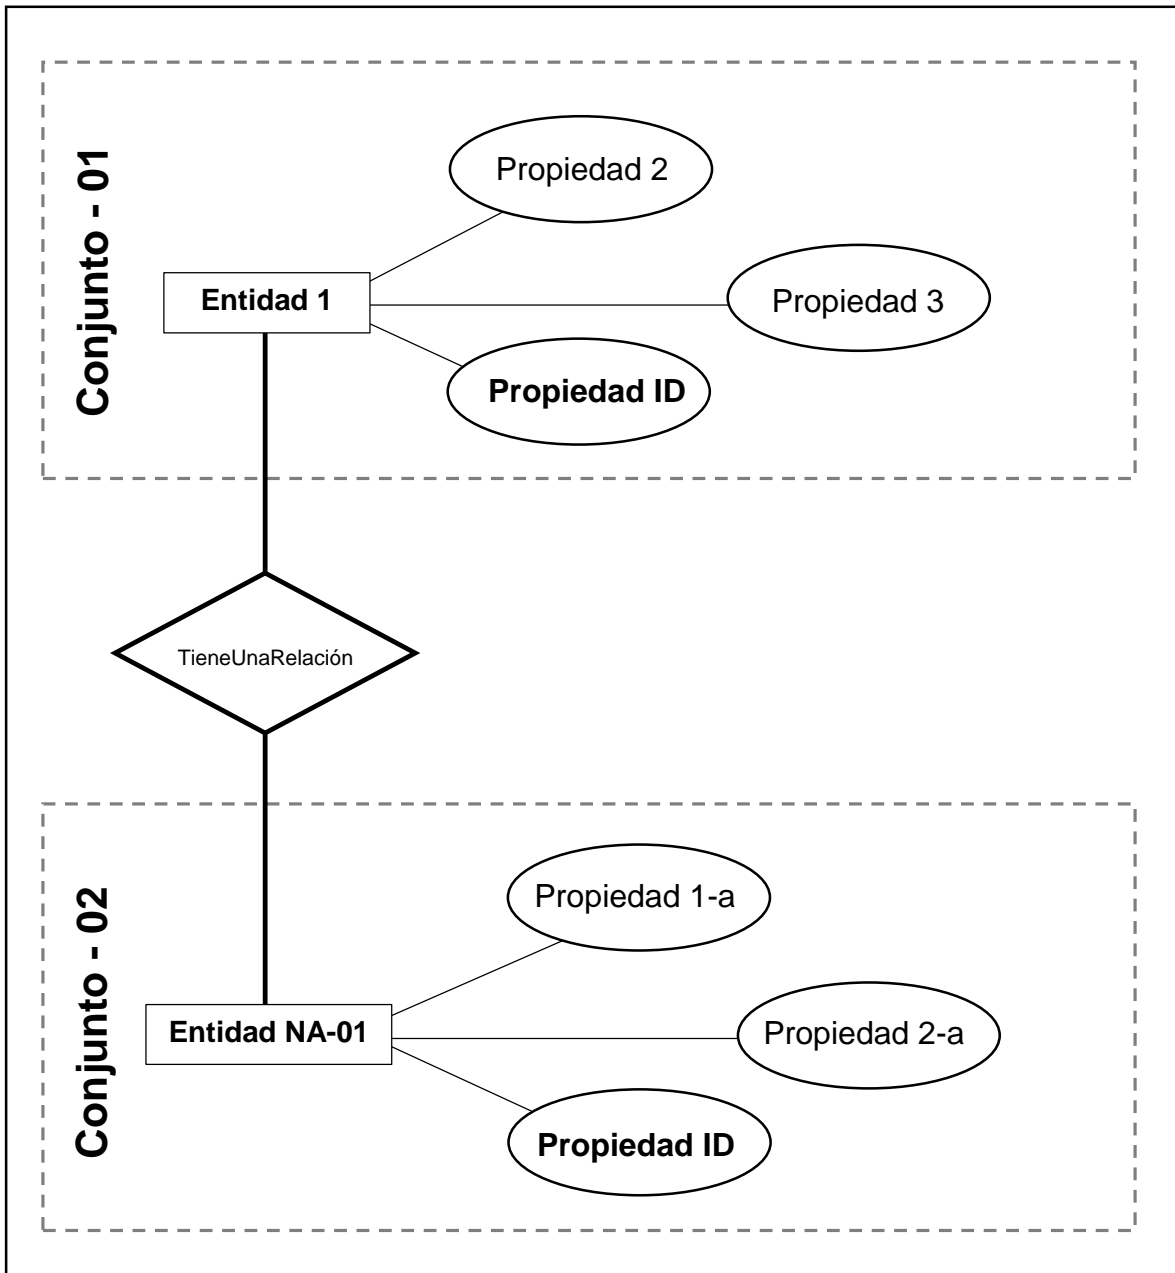 Conjunto - 01
Propiedad 2
Entidad 1
Propiedad 3
Propiedad ID
TieneUnaRelación
Conjunto - 02
Propiedad 1-a
Entidad NA-01
Propiedad 2-a
Propiedad ID